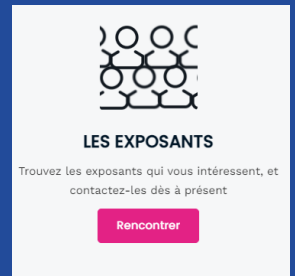 LES EXPOSANTS
Trouvez les exposants qui vous intéressent, et
contactez-les dès à présent
Rencontrer